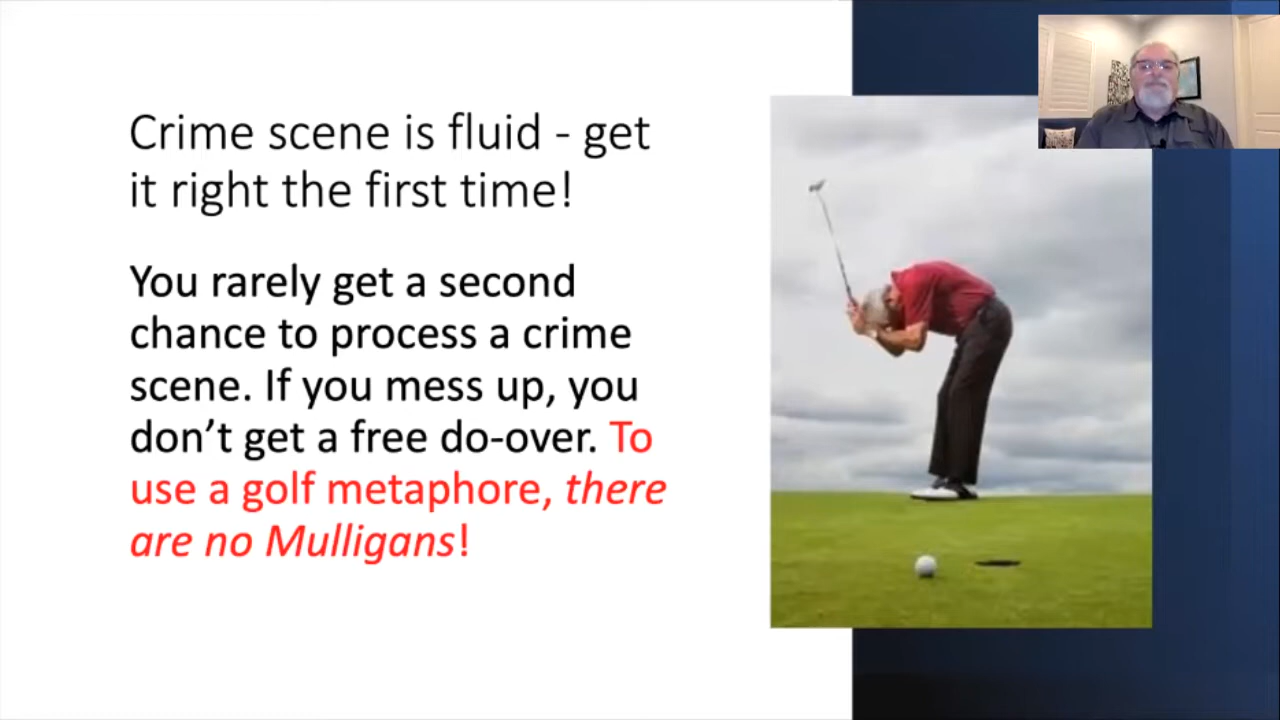 Crime scene is fluid - get
it right the first time!
You rarely get a second
chance to process a crime
scene. If you mess up, you
don’t get a free do-over. To
use a golf metaphore, there
are no Mulligans!